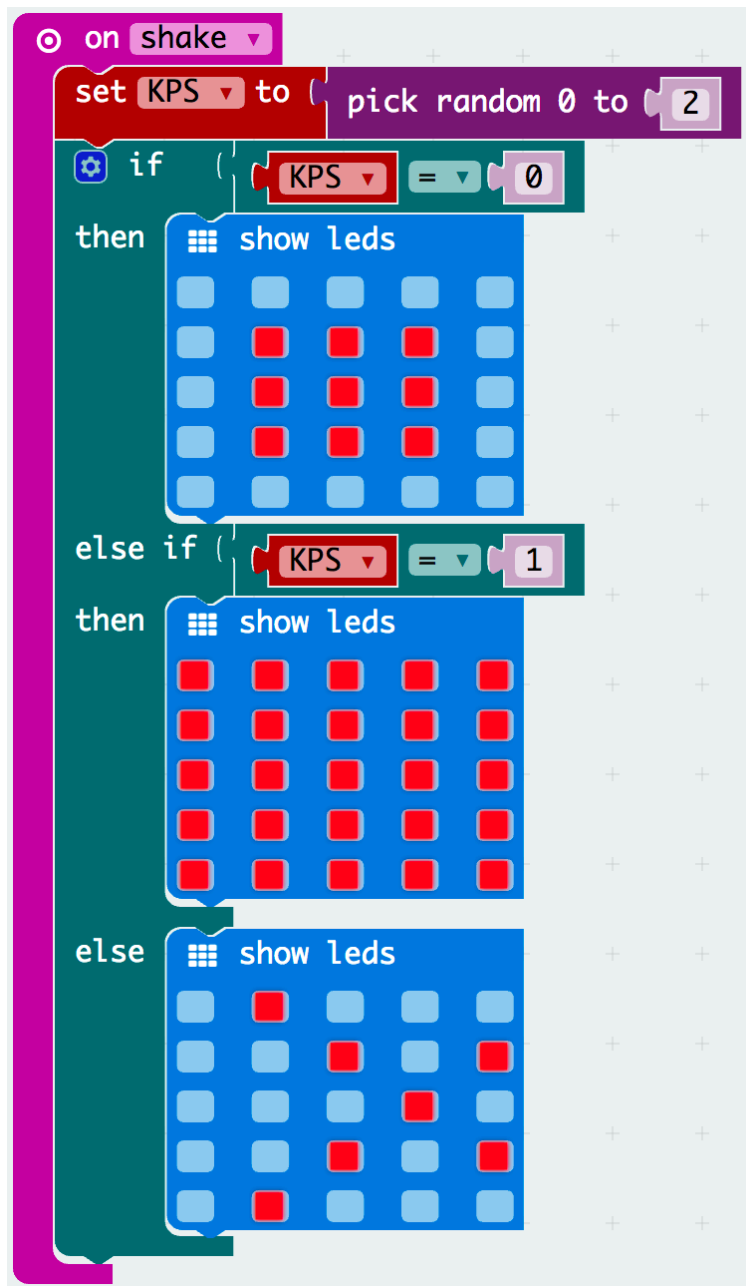 on shake
set KPS to pick random 0 to 2
if KPS = 0
then show leds
else if KPS = 1
then show leds
else show leds